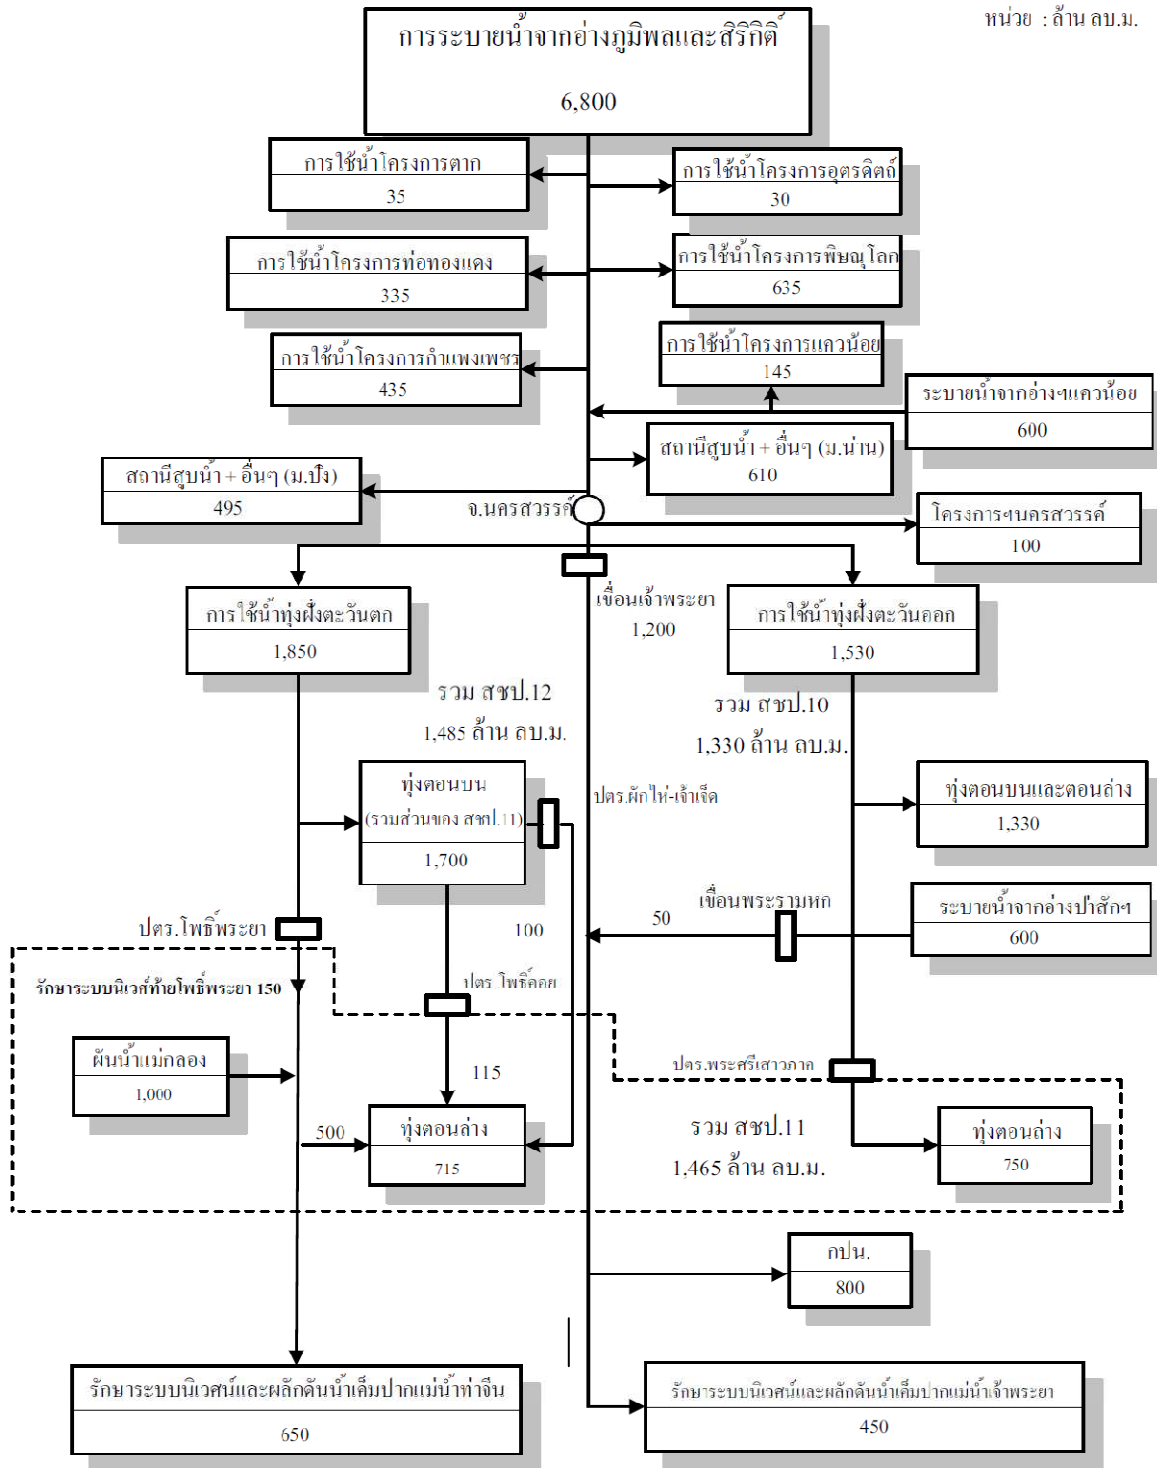 หน่วย : ล้าน ลบ.ม.
การระบายน้ำจากอ่างภูมิพลและสิริกิติ์
6,800
การใช้น้ำโครงการตาก
35
การใช้น้ำโครงการอุตรดิตถ์
30
การใช้น้ำโครงการท่อทองแดง
335
การใช้น้ำโครงการพิษณุโลก
635
การใช้น้ำโครงการกำแพงเพชร
435
การใช้น้ำโครงการแควน้อย
145
ระบายน้ำจากอ่างฯแควน้อย
600
สถานีสูบน้ำ + อื่นๆ (ม.น่าน)
610
สถานีสูบน้ำ + อื่นๆ (ม.ปิง)
495
จ.นครสวรรค์
โครงการฯนครสวรรค์
100
เขื่อนเจ้าพระยา
1,200
การใช้น้ำทุ่งฝั่งตะวันตก
1,850
การใช้น้ำทุ่งฝั่งตะวันออก
1,530
รวม สชป.12
1,485 ล้าน ลบ.ม.
รวม สชป.10
1,330 ล้าน ลบ.ม.
ทุ่งตอนบน
(รวมส่วนของ สชป.11)
1,700
ปตร.ผักไห่-เจ้าเจ็ด
ทุ่งตอนบนและตอนล่าง
1,330
ปตร.โพธิ์พระยา
100
50
เขื่อนพระรามหก
ระบายน้ำจากอ่างป่าสักฯ
600
รักษาระบบนิเวศ์ท้ายโพธิ์พระยา 150
ปตร.โพธิ์คอย
ผันน้ำแม่กลอง
1,000
115
ปตร.พระศรีเสาวภาค
500
ทุ่งตอนล่าง
715
รวม สชป.11
1,465 ล้าน ลบ.ม.
ทุ่งตอนล่าง
750
กปน.
800
รักษาระบบนิเวศน์และผลักดันน้ำเค็มปากแม่น้ำท่าจีน
650
รักษาระบบนิเวศน์และผลักดันน้ำเค็มปากแม่น้ำเจ้าพระยา
450